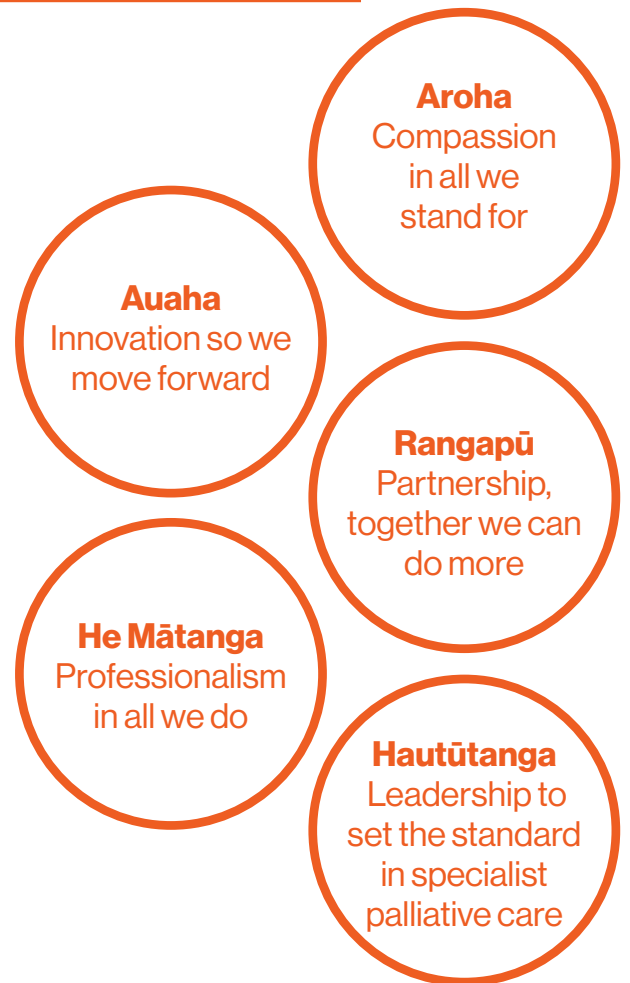 Aroha
Compassion
in all we
stand for
Auaha
Innovation so we
move forward
Rangapū
Partnership,
together we can
do more
He Mātanga
Professionalism
in all we do
Hautūtanga
Leadership to
set the standard
in specialist
palliative care